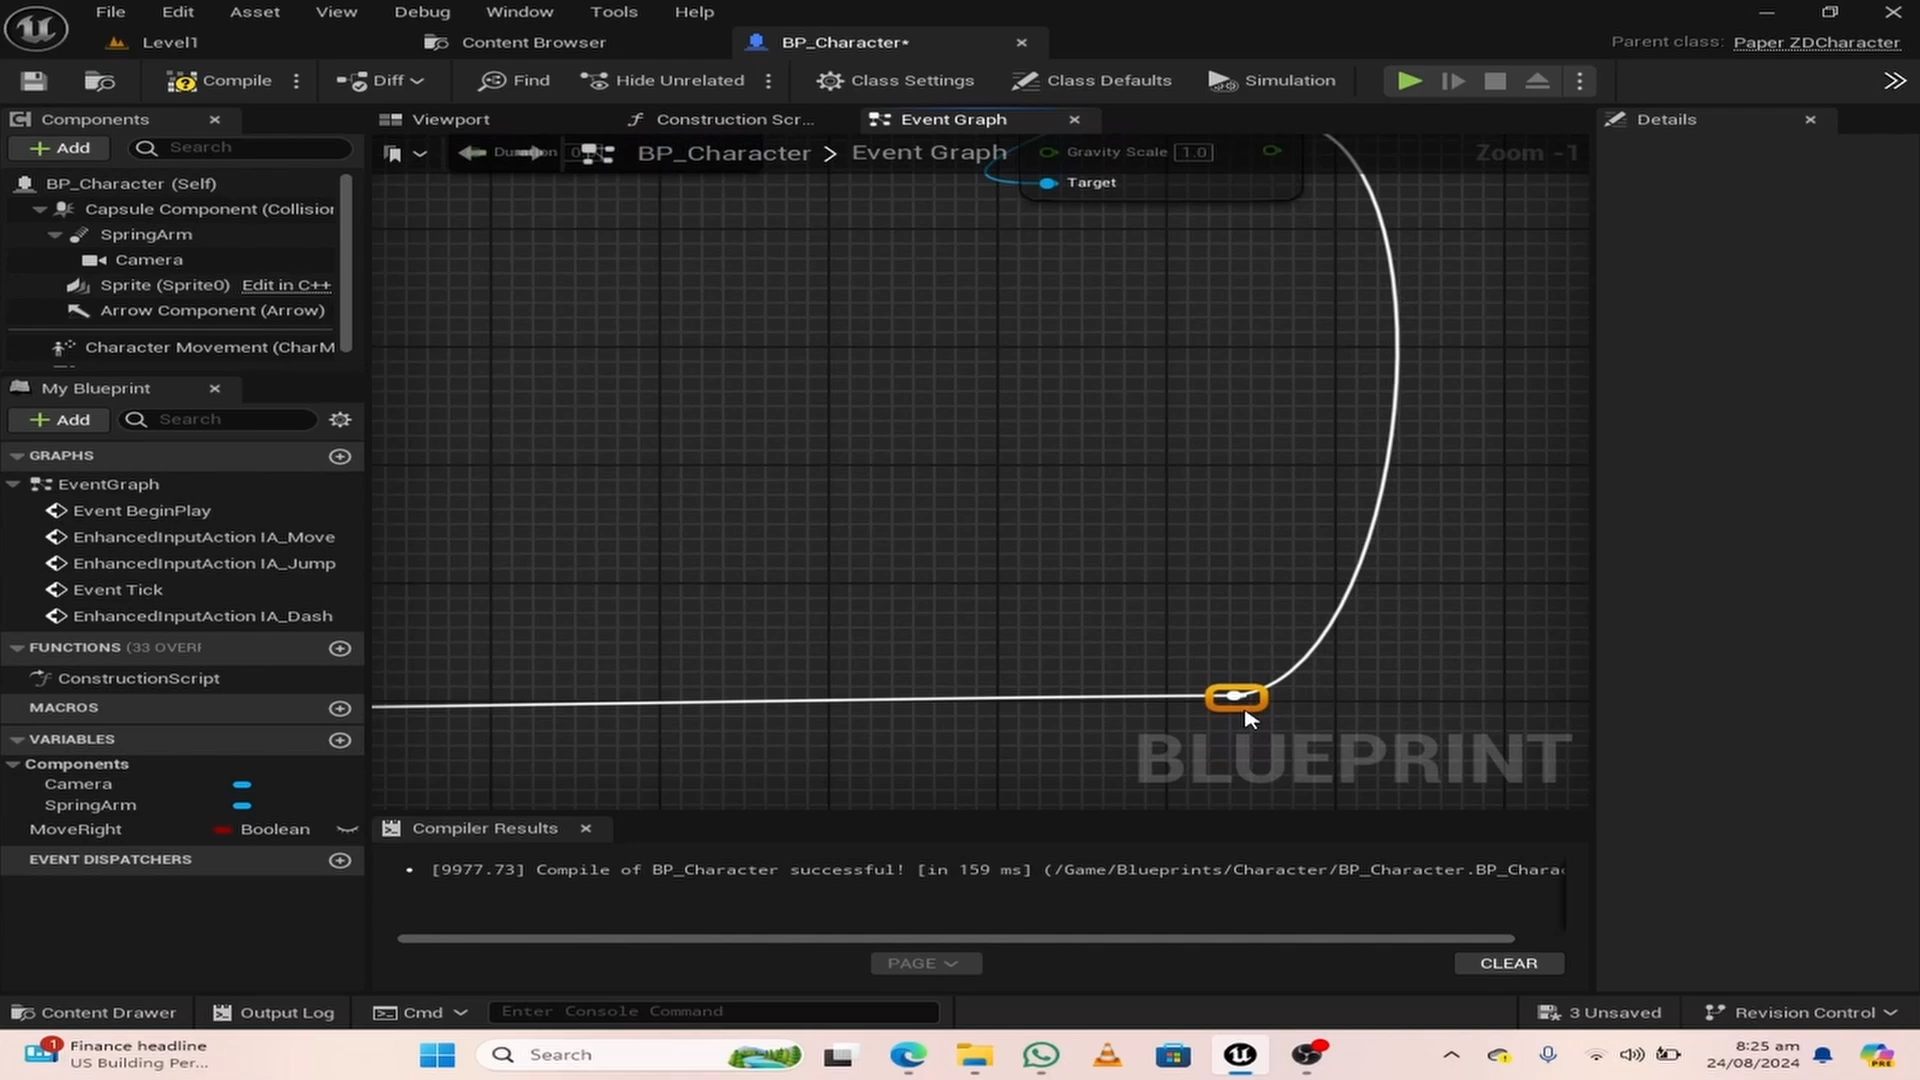 File Edit Asset View Debug Window Tools Help
Level1 Content Browser BP_Character* Parent class: Paper ZDCharacter
Compile Diff Find Hide Unrelated Class Settings Class Defaults Simulation
Components Viewport Construction Scr... Event Graph Details
Add Search
Duration BP_Character > Event Graph Gravity Scale 1.0 Zoom -1
Target
BP_Character (Self)
Capsule Component (Collision
SpringArm
Camera
Sprite (Sprite0) Edit in C++
Arrow Component (Arrow)
Character Movement (CharM
My Blueprint
Add Search
GRAPHS
EventGraph
Event BeginPlay
EnhancedInputAction IA_Move
EnhancedInputAction IA_Jump
Event Tick
EnhancedInputAction IA_Dash
FUNCTIONS (33 OVERR
ConstructionScript
MACROS
VARIABLES
Components
Camera
SpringArm
MoveRight Boolean
EVENT DISPATCHERS
BLUEPRINT
Compiler Results
• [9977.73] Compile of BP_Character successful! [in 159 ms] (/Game/Blueprints/Character/BP_Character.BP_Charac
PAGE CLEAR
Content Drawer Output Log Cmd Enter Console Command 3 Unsaved Revision Control
1 Finance headline
US Building Per...
Search
8:25 am
24/08/2024
PRE